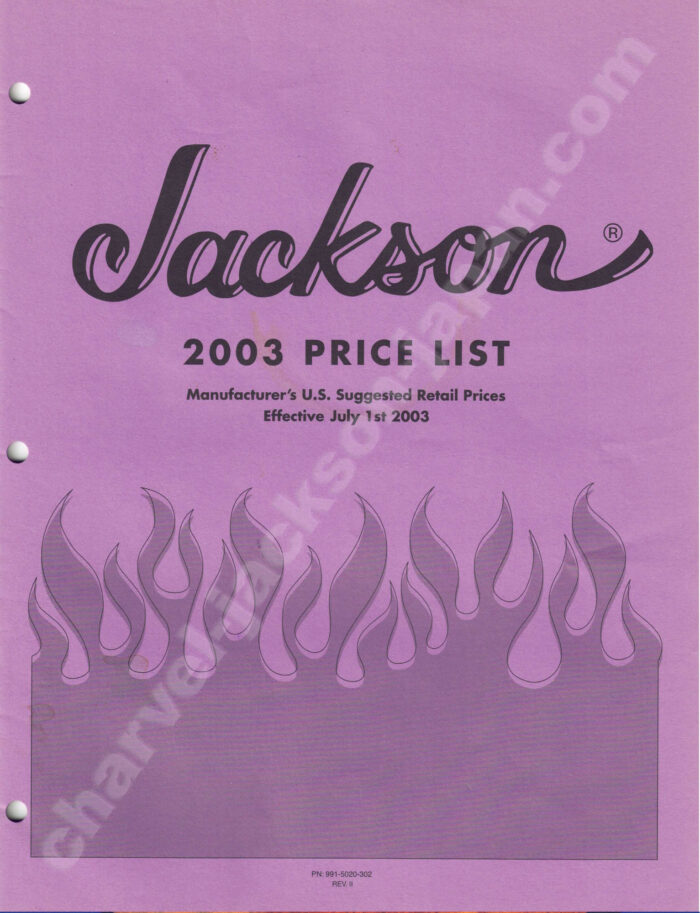 Jackson®
2003 PRICE LIST
Manufacturer's U.S. Suggested Retail Prices
Effective July 1st 2003
charvel-jackson-japan.com
PN: 991-5020-302
REV. II